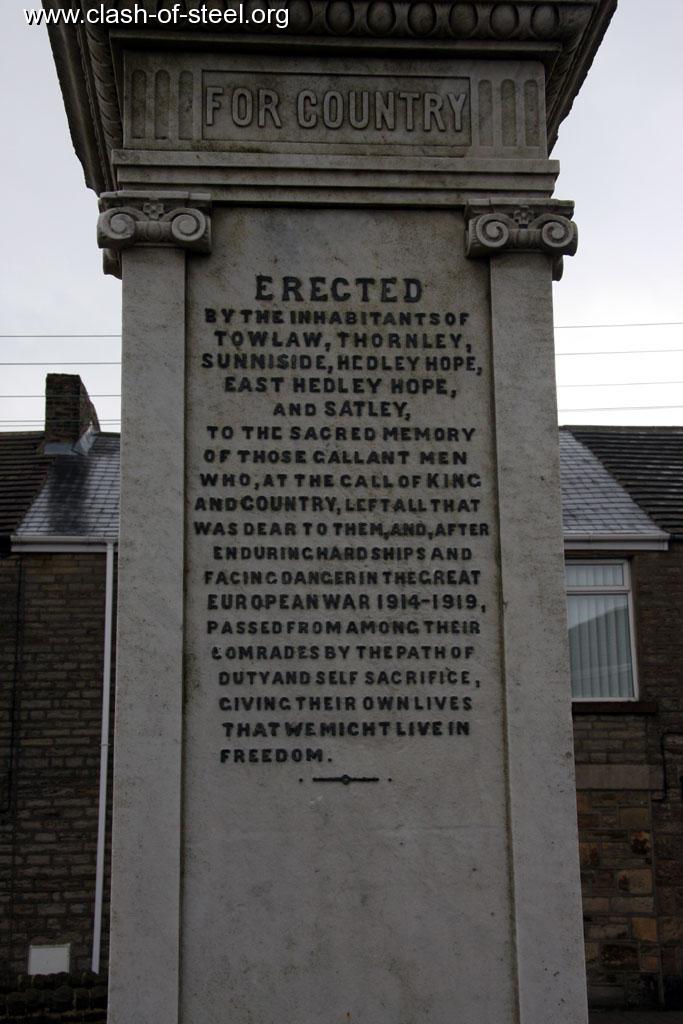 www.clash-of-steel.org
FOR COUNTRY
ERECTED
BY THE INHABITANTS OF
TOWLAW, THORNLEY,
SUNNISIDE, HEDLEY HOPE,
EAST HEDLEY HOPE,
AND SATLEY,
TO THE SACRED MEMORY
OF THOSE GALLANT MEN
WHO, AT THE CALL OF KING
AND COUNTRY, LEFT ALL THAT
WAS DEAR TO THEM, AND, AFTER
ENDURING HARDSHIPS AND
FACING DANGER IN THE GREAT
EUROPEAN WAR 1914-1919,
PASSED FROM AMONG THEIR
COMRADES BY THE PATH OF
DUTY AND SELF SACRIFICE,
GIVING THEIR OWN LIVES
THAT WE MIGHT LIVE IN
FREEDOM.